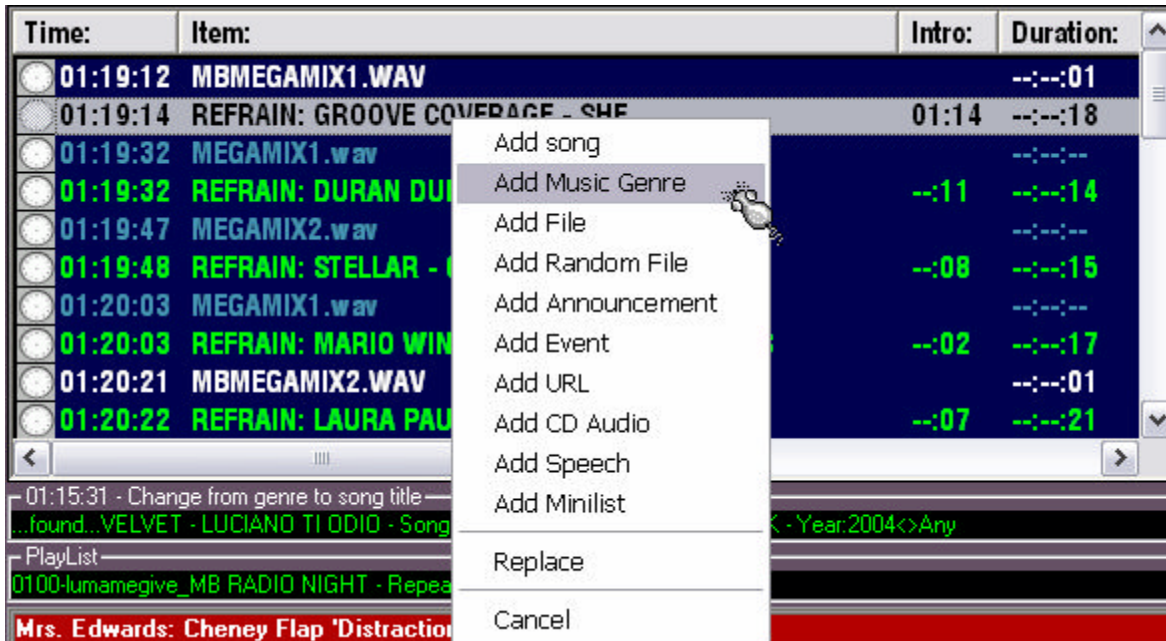 Time: Item: Intro: Duration:
01:19:12 MBMEGAMIX1.WAV --:--:01
01:19:14 REFRAIN: GROOVE COVERAGE - SHE 01:14 --:--:18
01:19:32 MEGAMIX1.wav --:--:--
01:19:32 REFRAIN: DURAN --:11 --:--:14
01:19:47 MEGAMIX2.wav --:--:--
01:19:48 REFRAIN: STELLAR - --:08 --:--:15
01:20:03 MEGAMIX1.wav --:--:--
01:20:03 REFRAIN: MARIO WIN --:02 --:--:17
01:20:21 MBMEGAMIX2.WAV --:--:01
01:20:22 REFRAIN: LAURA PAU --:07 --:--:21
Add song
Add Music Genre
Add File
Add Random File
Add Announcement
Add Event
Add URL
Add CD Audio
Add Speech
Add Minilist
Replace
Cancel
01:15:31 - Change from genre to song title
...found...VELVET - LUCIANO TI ODIO - Song - Year:2004<>Any
PlayList
0100-lumamegive_MB RADIO NIGHT - Repea
Mrs. Edwards: Cheney Flap 'Distraction